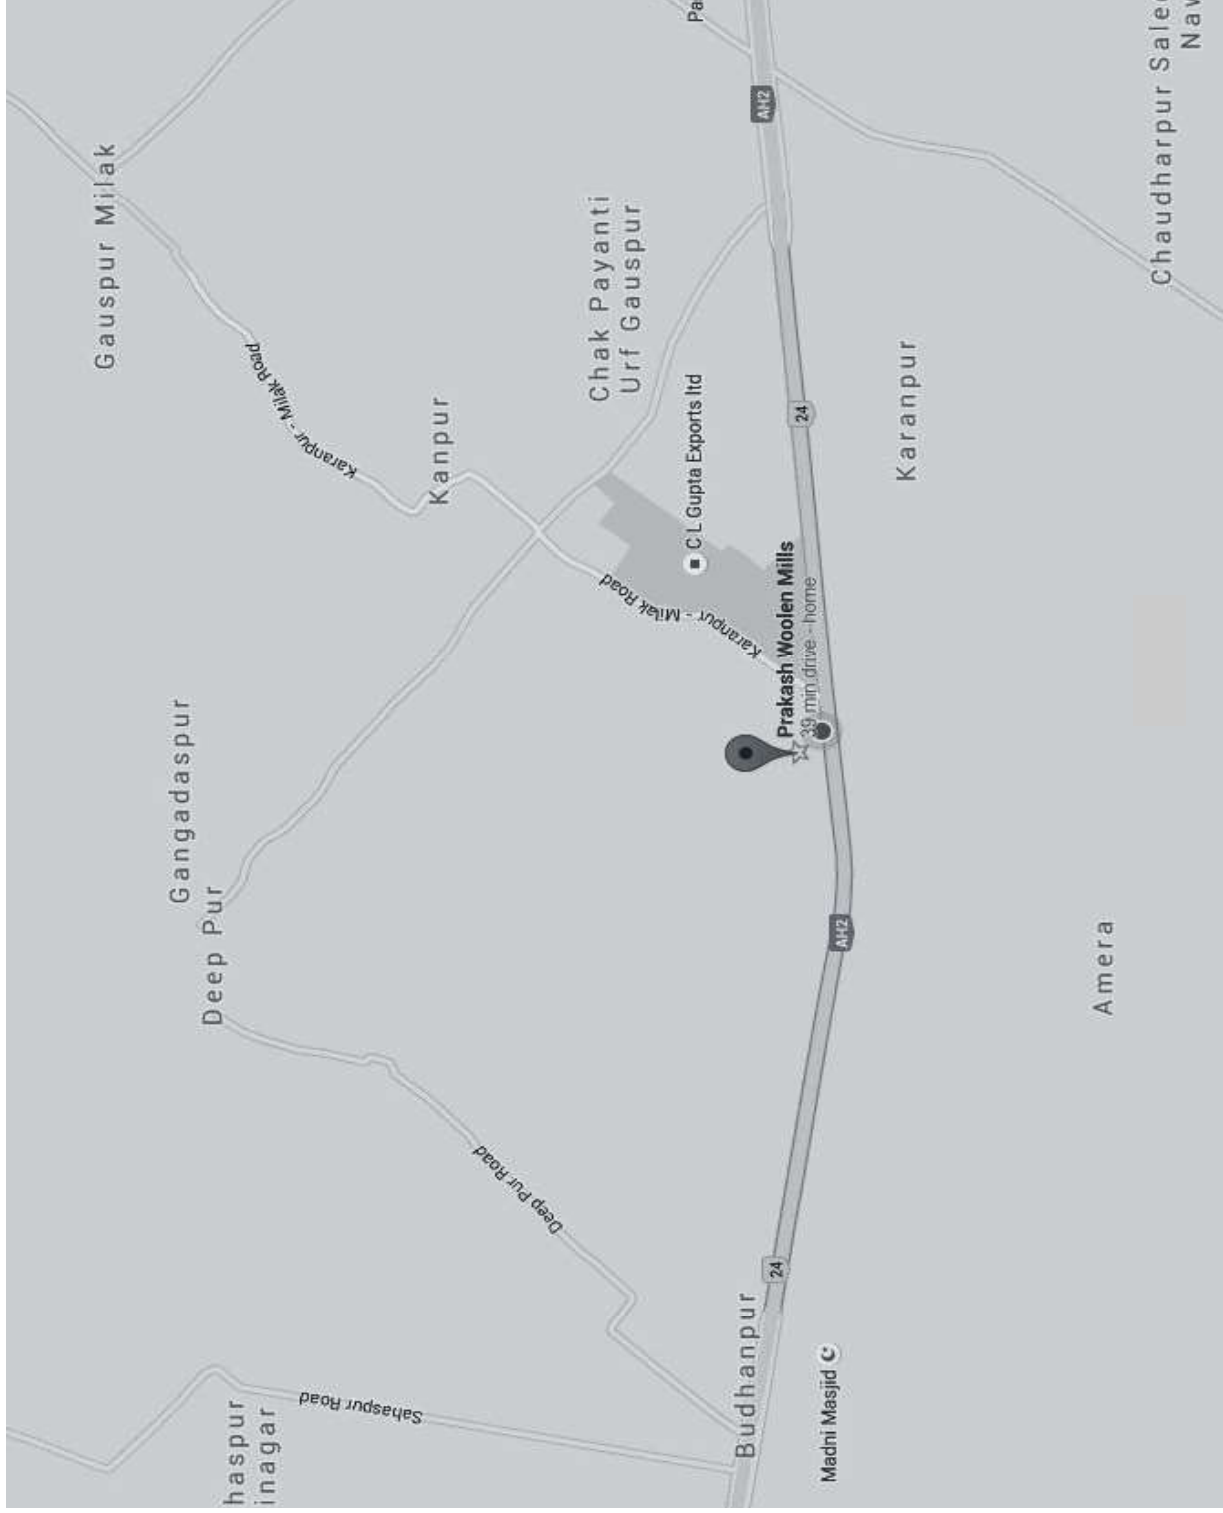 haspur
inagar
Sahaspur Road
Budhanpur
Madni Masjid
24
Deep Pur Road
Deep Pur
Gangadaspur
AH2
Amera
Prakash Woolen Mills
39 min drive - home
Karanpur - Milak Road
C L Gupta Exports ltd
Kanpur
Karanpur - Milak Road
Gauspur Milak
Chak Payanti
Urf Gauspur
24
Karanpur
AH2
Pa
Chaudharpur Sale
Nav